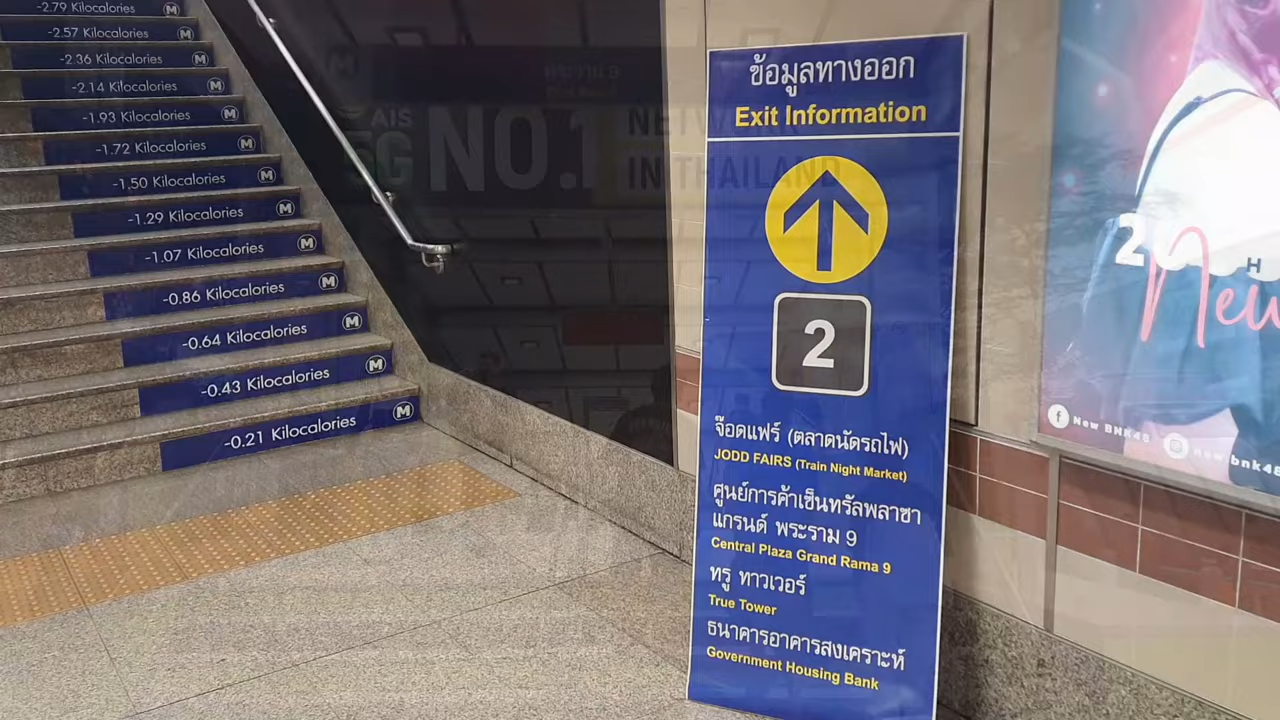 -2.79 Kilocalories M
-2.57 Kilocalories M
-2.36 Kilocalories M
-2.14 Kilocalories M
-1.93 Kilocalories M
-1.72 Kilocalories M
-1.50 Kilocalories M
-1.29 Kilocalories M
-1.07 Kilocalories M
-0.86 Kilocalories M
-0.64 Kilocalories M
-0.43 Kilocalories M
-0.21 Kilocalories M
AIS
5G NO.1
IN THAILAND
ข้อมูลทางออก
Exit Information
2
จ๊อดแฟร์ (ตลาดนัดรถไฟ)
JODD FAIRS (Train Night Market)
ศูนย์การค้าเซ็นทรัลพลาซา
แกรนด์ พระราม 9
Central Plaza Grand Rama 9
ทรู ทาวเวอร์
True Tower
ธนาคารอาคารสงเคราะห์
Government Housing Bank
New BNK48